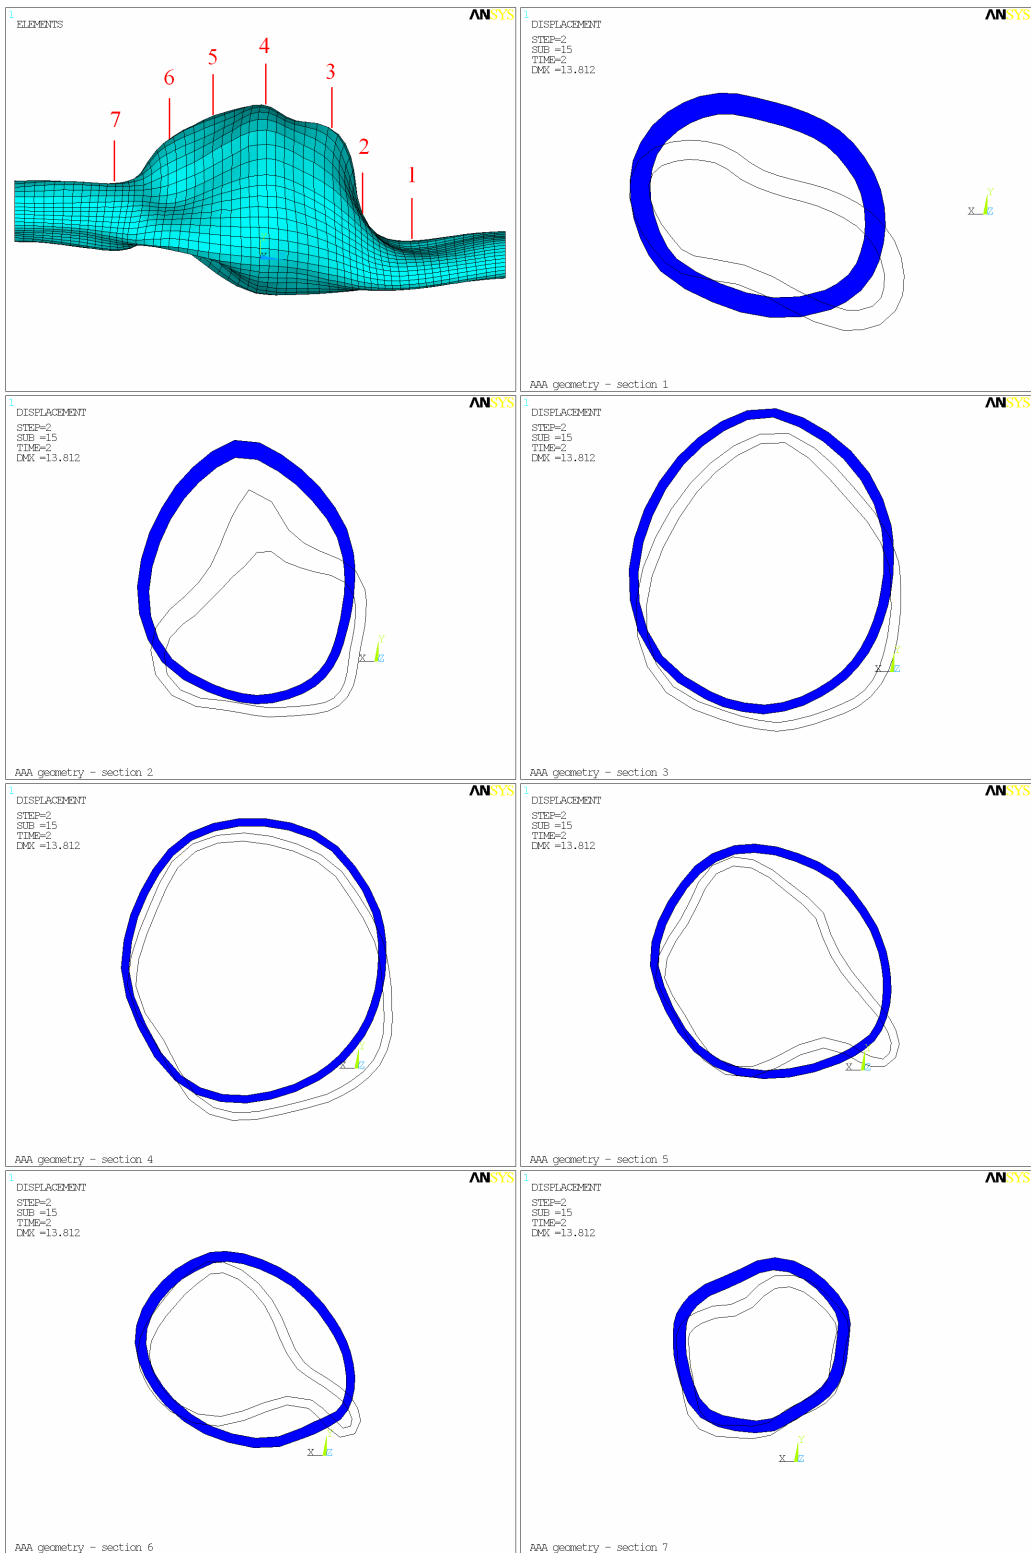 1
ANSYS
ELEMENTS
4
5
3
6
7
2
1
Y
X
Z
1
ANSYS
DISPLACEMENT
STEP=2
SUB =15
TIME=2
DMX =13.812
Y
X
Z
AAA geometry - section 1
1
ANSYS
DISPLACEMENT
STEP=2
SUB =15
TIME=2
DMX =13.812
Y
X
Z
AAA geometry - section 2
1
ANSYS
DISPLACEMENT
STEP=2
SUB =15
TIME=2
DMX =13.812
Y
X
Z
AAA geometry - section 3
1
ANSYS
DISPLACEMENT
STEP=2
SUB =15
TIME=2
DMX =13.812
Y
X
Z
AAA geometry - section 4
1
ANSYS
DISPLACEMENT
STEP=2
SUB =15
TIME=2
DMX =13.812
Y
X
Z
AAA geometry - section 5
1
ANSYS
DISPLACEMENT
STEP=2
SUB =15
TIME=2
DMX =13.812
Y
X
Z
AAA geometry - section 6
1
ANSYS
DISPLACEMENT
STEP=2
SUB =15
TIME=2
DMX =13.812
Y
X
Z
AAA geometry - section 7